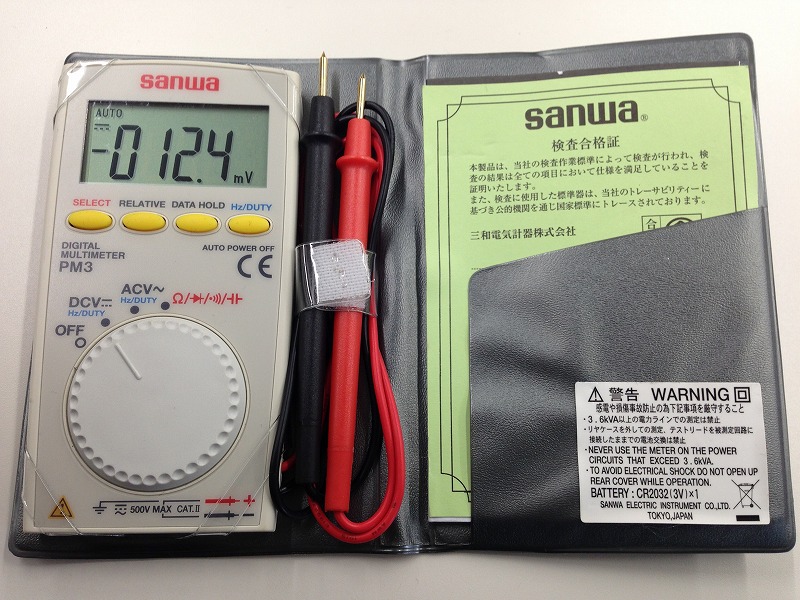 sanwa
AUTO
-012.4 mV
SELECT RELATIVE DATA HOLD Hz/DUTY
DIGITAL
MULTIMETER
PM3
AUTO POWER OFF
CE
OFF
DCV
Hz/DUTY
ACV~
Hz/DUTY
Ω/
500V MAX CAT.II
- +
sanwa®
検査合格証
本製品は、当社の検査作業標準によって検査が行われ、検
査の結果は全ての項目において仕様を満足していることを
証明いたします。
また、検査に使用した標準器は、当社のトレーサビリティーに
基づき公的機関を通じ国家標準にトレースされております。
三和電気計器株式会社
合
警告 WARNING
感電や損傷事故防止の為下記事項を厳守すること
・3.6kVA以上の電力ラインでの測定は禁止
・リヤケースを外しての測定、テストリードを被測定回路に
接続したままでの電池交換は禁止
・NEVER USE THE METER ON THE POWER
CIRCUITS THAT EXCEED 3.6kVA.
・TO AVOID ELECTRICAL SHOCK DO NOT OPEN UP
REAR COVER WHILE OPERATION.
BATTERY : CR2032(3V)×1
SANWA ELECTRIC INSTRUMENT CO.,LTD.
TOKYO,JAPAN